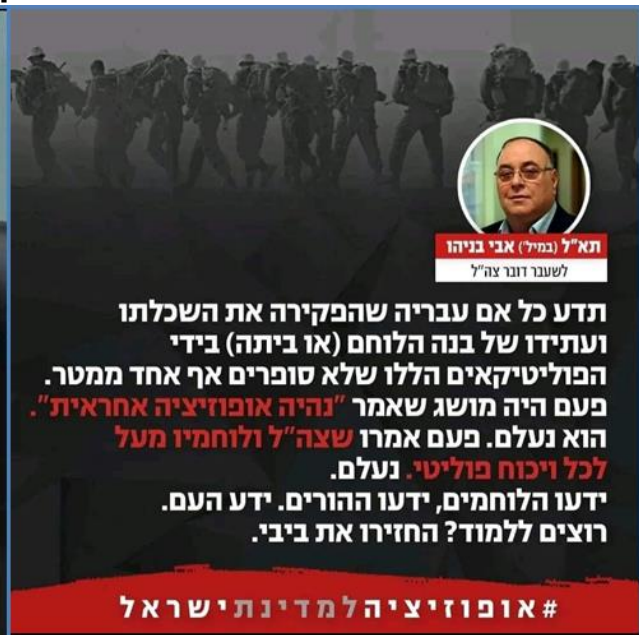 תא"ל (במיל') אבי בניהו
לשעבר דובר צה"ל
תדע כל אם עבריה שהפקירה את השכלתו
ועתידו של בנה הלוחם (או ביתה) בידי
הפוליטיקאים הללו שלא סופרים אף אחד ממטר.
פעם היה מושג שאמר "נהיה אופוזיציה אחראית".
הוא נעלם. פעם אמרו שצה"ל ולוחמיו מעל
לכל ויכוח פוליטי. נעלם.
ידעו הלוחמים, ידעו ההורים. ידע העם.
רוצים ללמוד? החזירו את ביבי.
#אופוזיציהלמדינתישראל